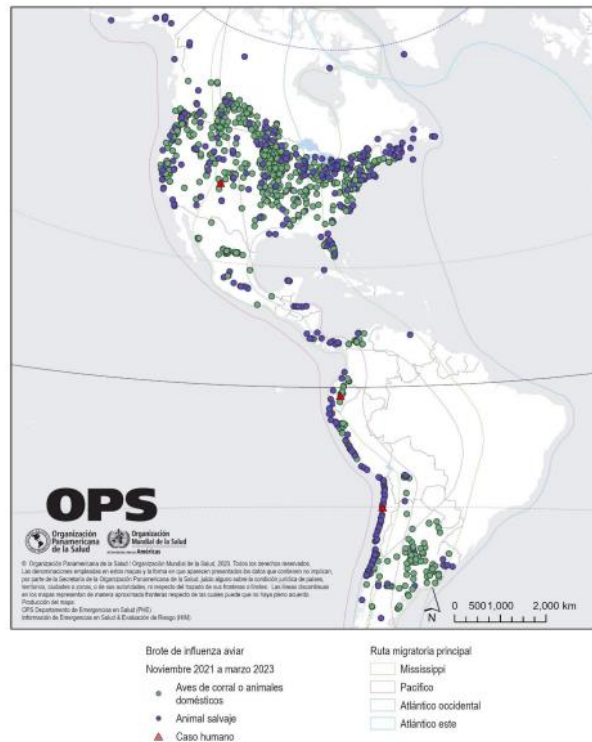 OPS
Organización
Panamericana
de la Salud
Organización
Mundial de la Salud
Américas
© Organización Panamericana de la Salud / Organización Mundial de la Salud, 2023. Todos los derechos reservados.
Las denominaciones empleadas en estos mapas y la forma en que aparecen presentados los datos que contienen no implican,
por parte de la Secretaría de la Organización Panamericana de la Salud, juicio alguno sobre la condición jurídica de países,
territorios, ciudades o zonas, o de sus autoridades, ni respecto del trazado de sus fronteras o límites. Las líneas discontinuas
en los mapas representan de manera aproximada fronteras respecto de las cuales puede que no haya pleno acuerdo.
Producción del mapa:
OPS Departamento de Emergencias en Salud (PHE)
Información de Emergencias en Salud & Evaluación de Riesgo (HIM)
N
0 500 1,000 2,000 km
Brote de influenza aviar
Noviembre 2021 a marzo 2023
Aves de corral o animales
domésticos
Animal salvaje
Caso humano
Ruta migratoria principal
Mississippi
Pacífico
Atlántico occidental
Atlántico este